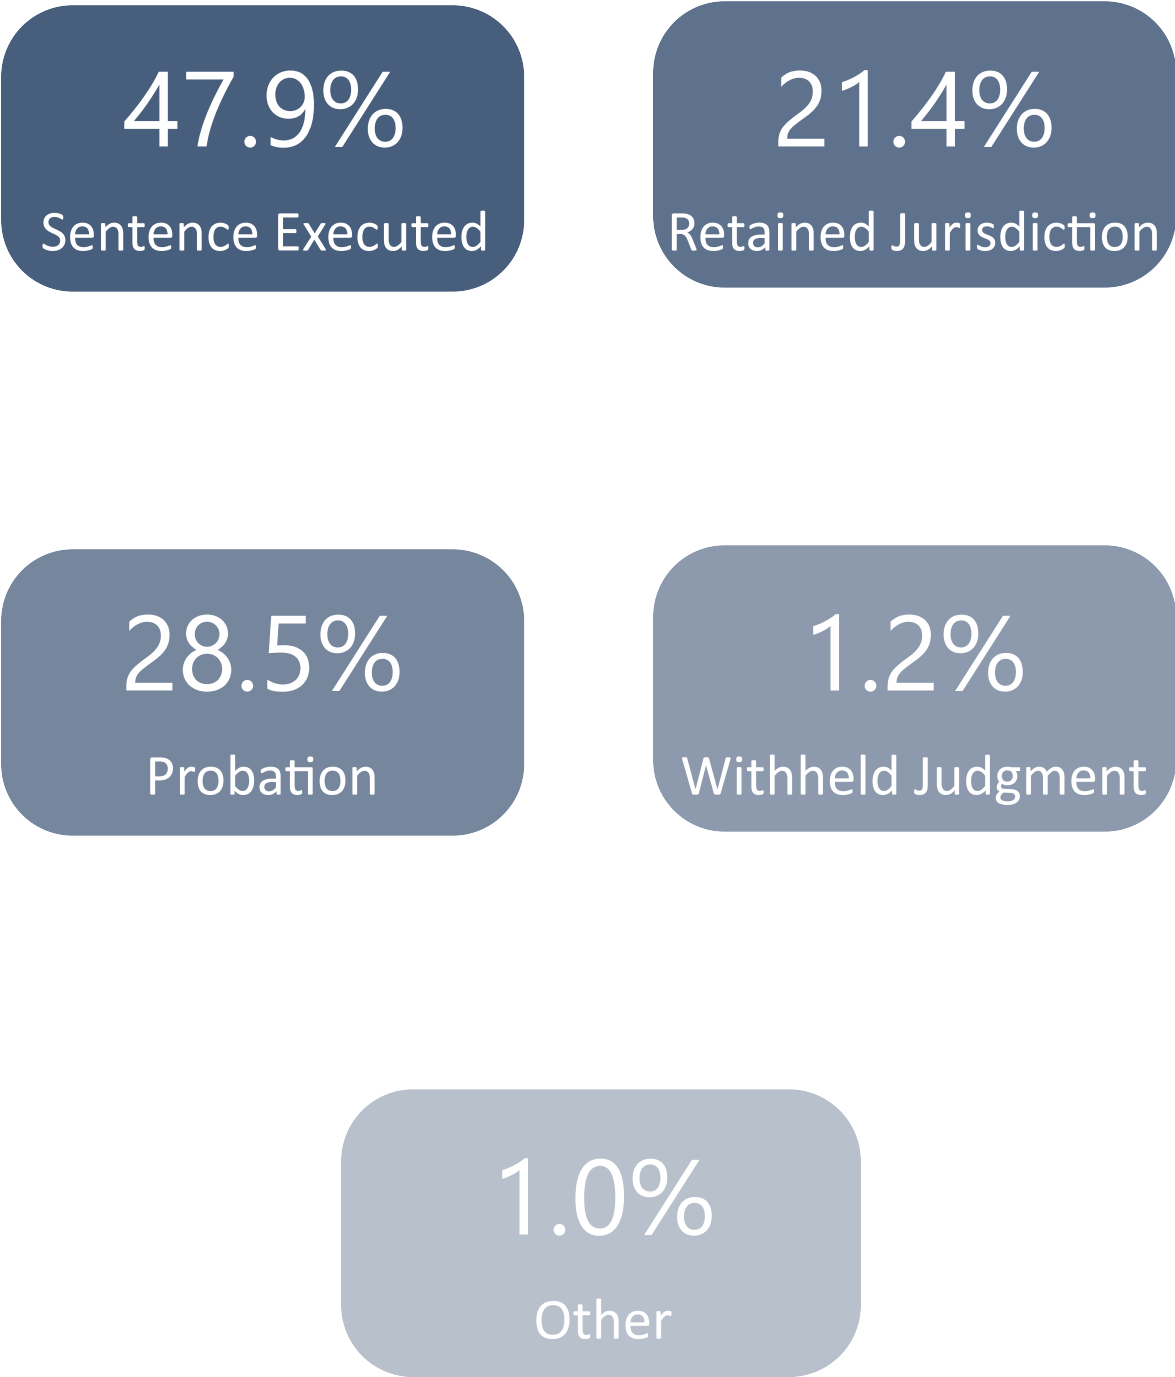 47.9%
Sentence Executed
21.4%
Retained Jurisdiction
28.5%
Probation
1.2%
Withheld Judgment
1.0%
Other